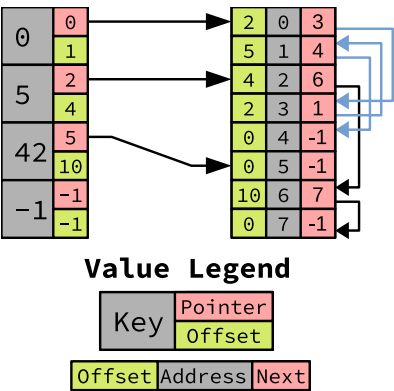 0 0 2 0 3
1 5 1 4
5 2 4 2 6
4 2 3 1
42 5 0 4 -1
10 0 5 -1
-1 -1 10 6 7
-1 0 7 -1
Value Legend
Key Pointer
Offset
Offset Address Next